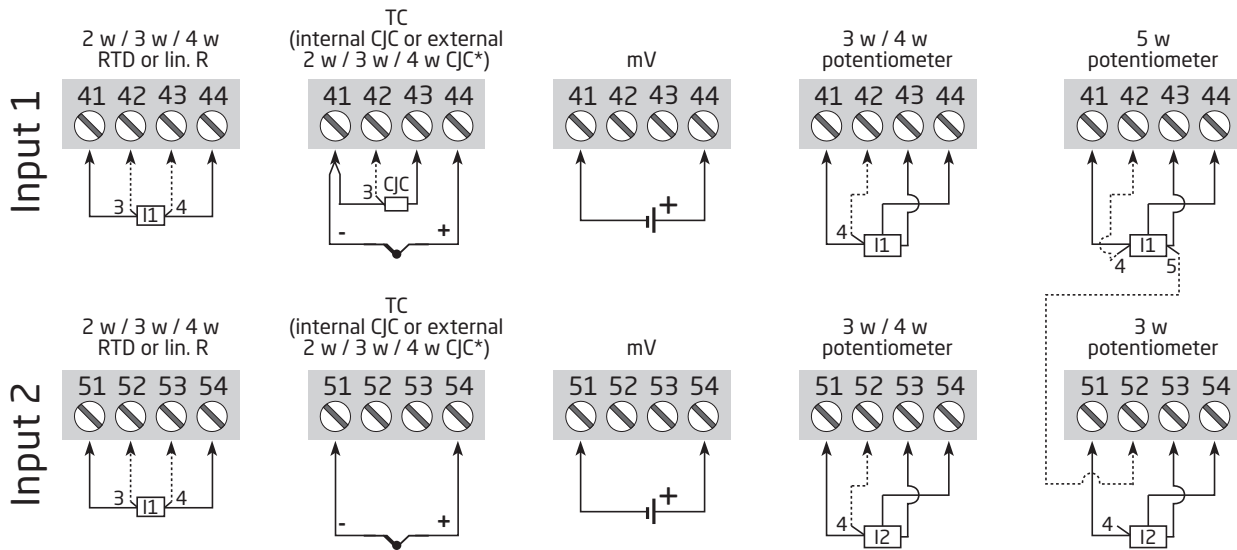 Input 1
2 w / 3 w / 4 w
RTD or lin. R
41 42 43 44
3 I1 4
TC
(internal CJC or external
2 w / 3 w / 4 w CJC*)
41 42 43 44
3 CJC
- +
mV
41 42 43 44
+
3 w / 4 w
potentiometer
41 42 43 44
4 I1
5 w
potentiometer
41 42 43 44
I1
4 5
Input 2
2 w / 3 w / 4 w
RTD or lin. R
51 52 53 54
3 I1 4
TC
(internal CJC or external
2 w / 3 w / 4 w CJC*)
51 52 53 54
- +
mV
51 52 53 54
+
3 w / 4 w
potentiometer
51 52 53 54
4 I2
3 w
potentiometer
51 52 53 54
4 I2